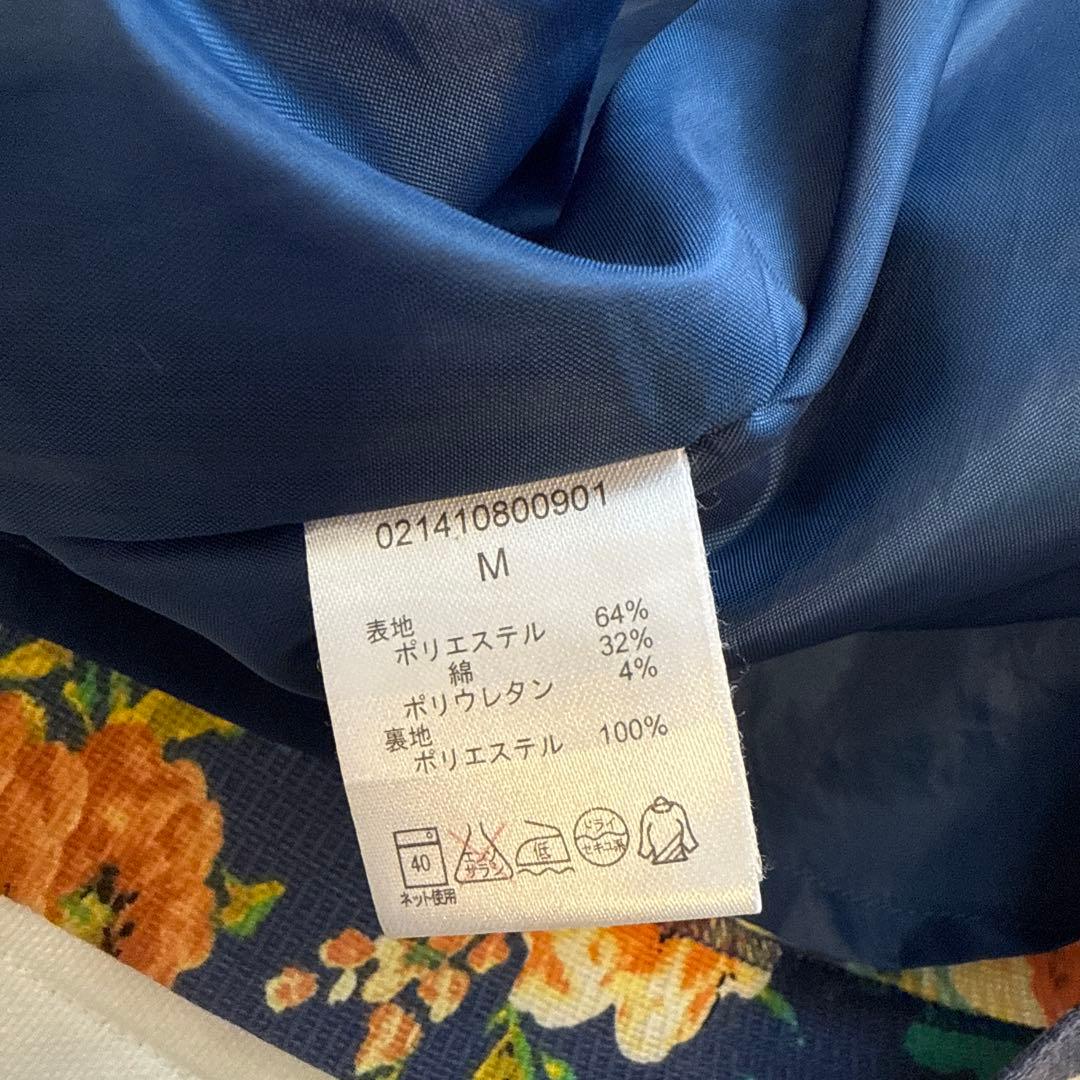 021410800901
M
表地
ポリエステル 64%
綿 32%
ポリウレタン 4%
裏地
ポリエステル 100%
40
ネット使用
エンソ
サラシ
低
ドライ
セキユ系